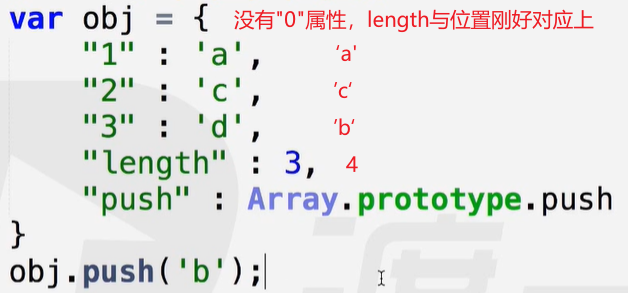 var obj = { 没有"0"属性，length与位置刚好对应上
"1" : 'a', ‘a'
"2" : 'c', ’c‘
"3" : 'd', ’b‘
"length" : 3, 4
"push" : Array.prototype.push
}
obj.push('b');